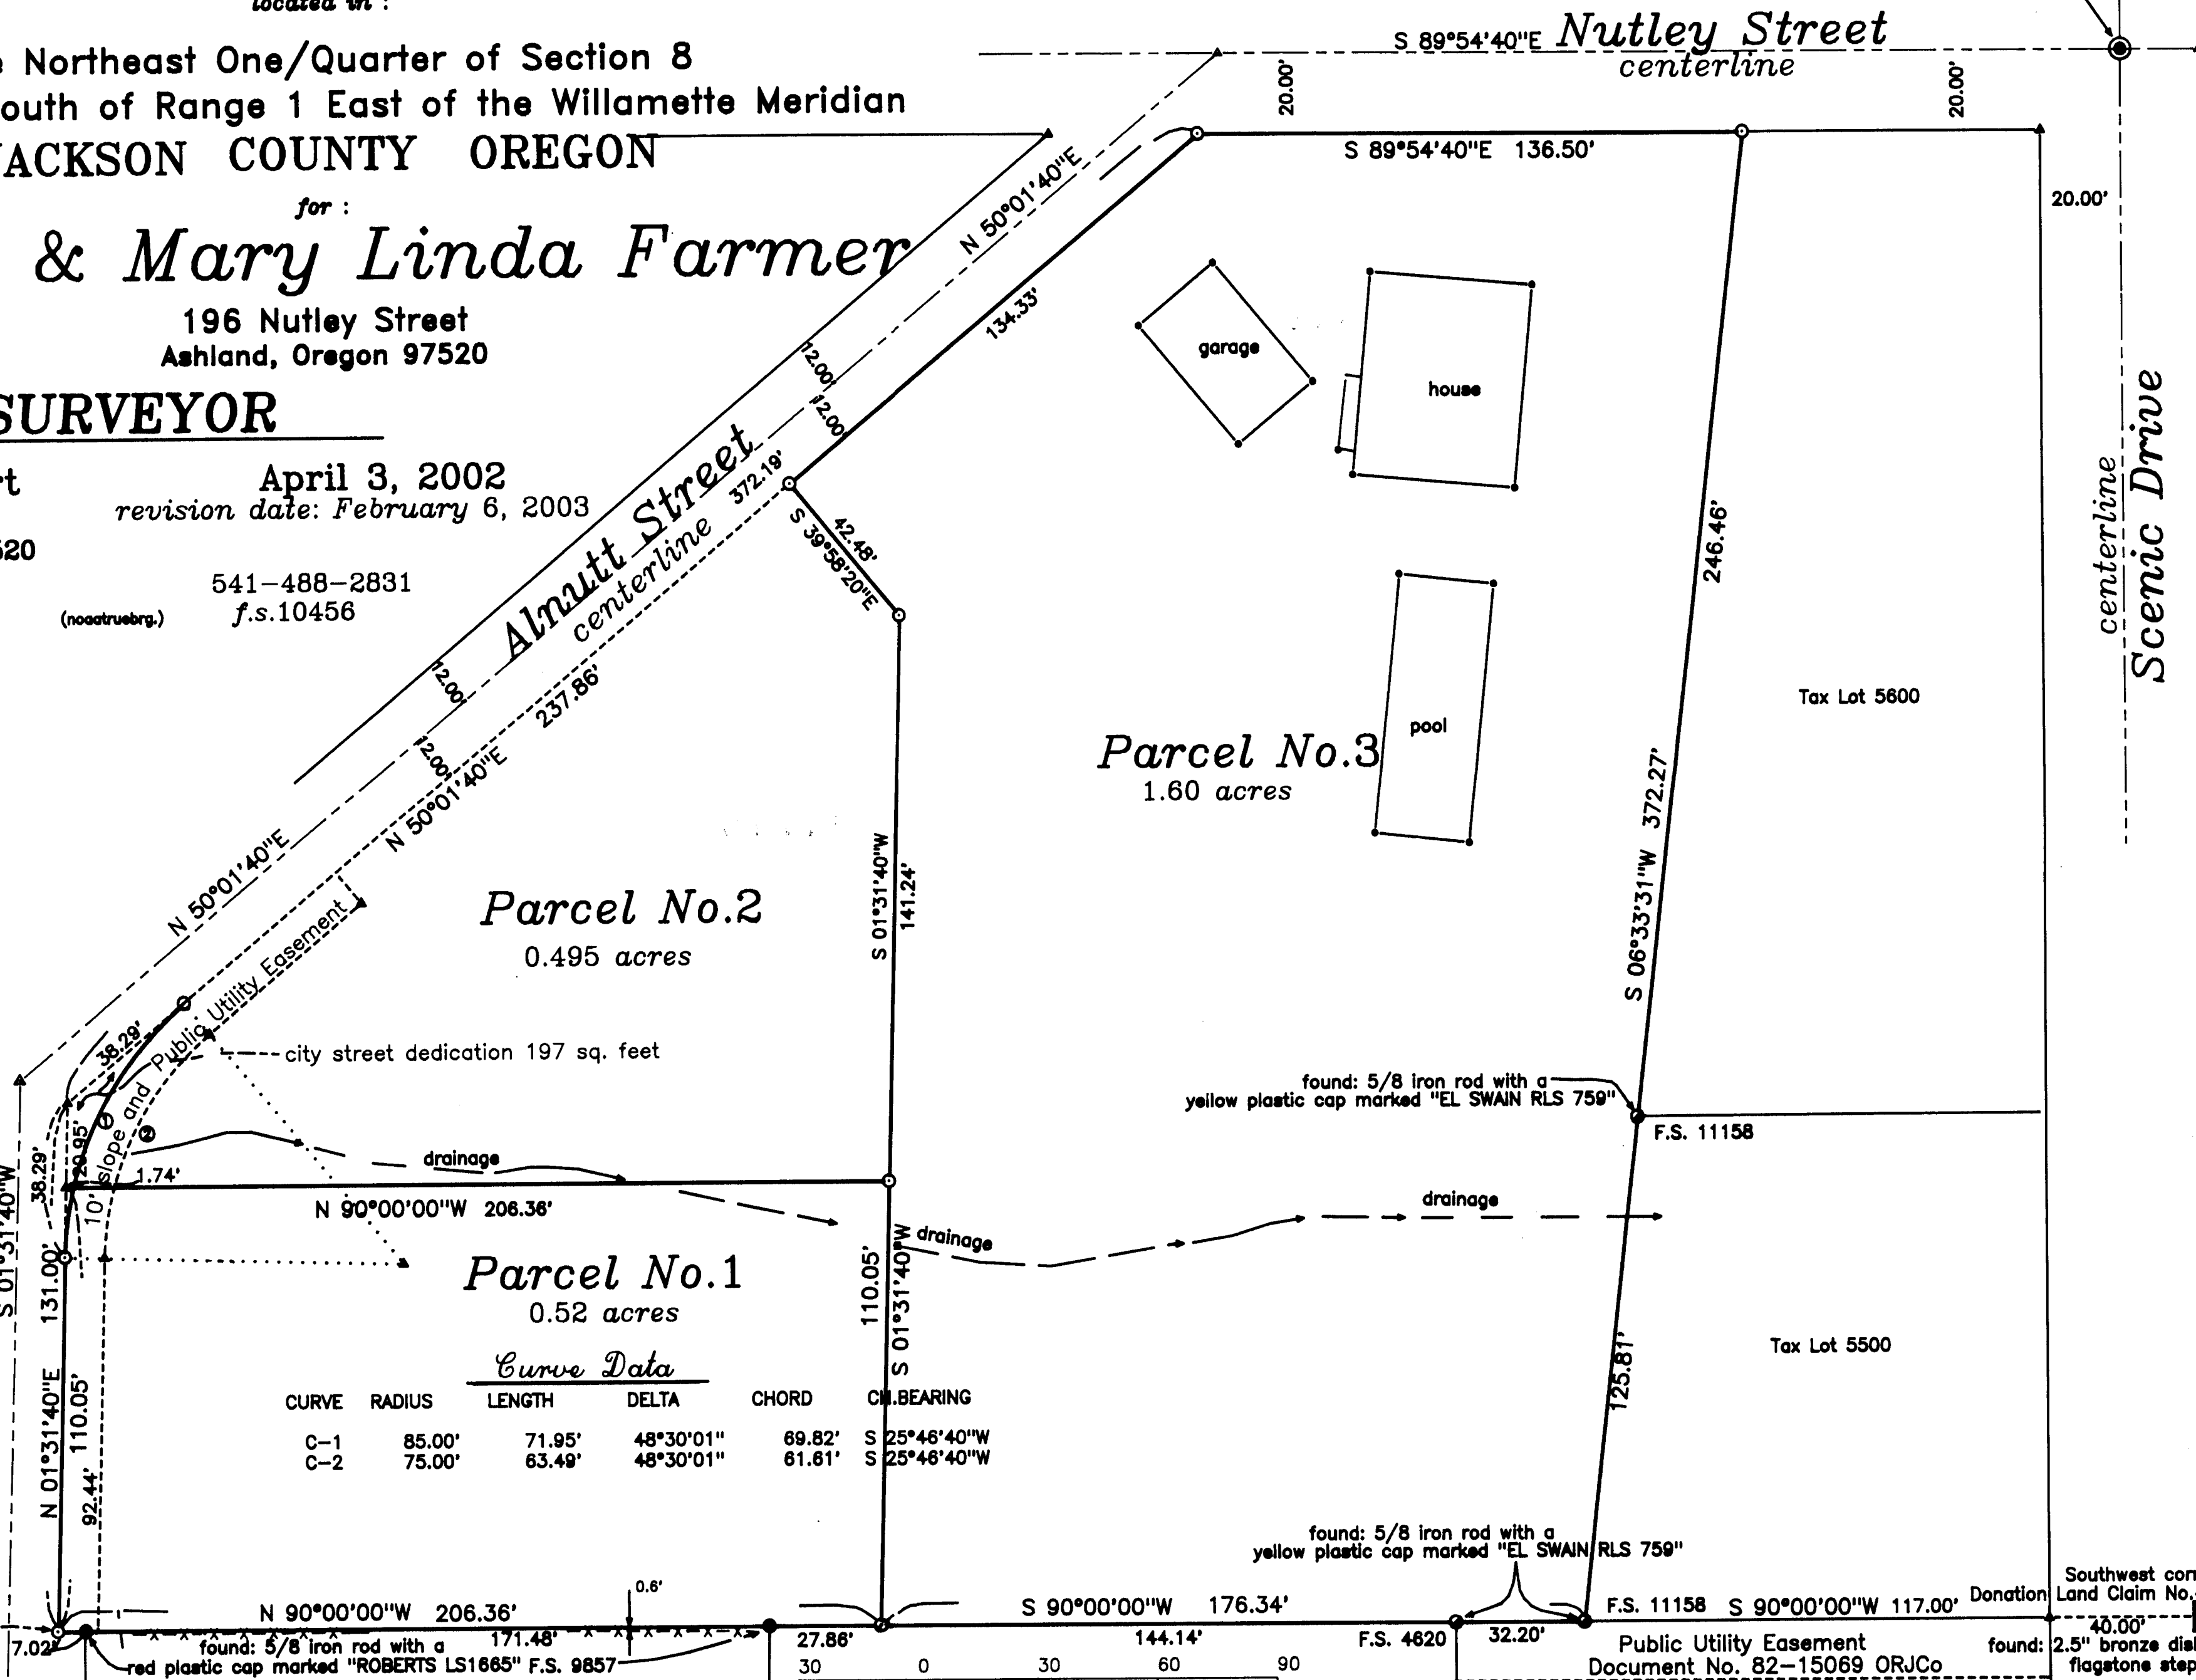 located in :
Northeast One/Quarter of Section 8
outh of Range 1 East of the Willamette Meridian
JACKSON COUNTY OREGON
for :
& Mary Linda Farmer
196 Nutley Street
Ashland, Oregon 97520
SURVEYOR
April 3, 2002
revision date: February 6, 2003
541-488-2831
(noaatruebrg.) f.s.10456
S 89°54'40"E Nutley Street
centerline
20.00'
20.00'
S 89°54'40"E 136.50'
20.00'
N 50°01'40"E
134.33'
12.00'
12.00'
garage
house
Alnutt Street
centerline 372.19'
42.48'
S 39°58'20"E
246.46'
centerline
Scenic Drive
12.00'
12.00'
237.86'
N 50°01'40"E
pool
Tax Lot 5600
Parcel No.3
1.60 acres
S 06°33'31"W 372.27'
N 50°01'40"E
S 01°31'40"W
141.24'
Parcel No.2
0.495 acres
10' slope and Public Utility Easement
38.29'
city street dedication 197 sq. feet
found: 5/8 iron rod with a
yellow plastic cap marked "EL SWAIN RLS 759"
F.S. 11158
1
2
38.29'
20.95'
1.74'
drainage
N 90°00'00"W 206.36'
drainage
drainage
S 01°31'40"W
131.00'
Parcel No.1
0.52 acres
110.05'
S 01°31'40"W
Tax Lot 5500
125.81'
N 01°31'40"E
110.05'
92.44'
Curve Data
CURVE RADIUS LENGTH DELTA CHORD CH.BEARING
C-1 85.00' 71.95' 48°30'01" 69.82' S 25°46'40"W
C-2 75.00' 63.49' 48°30'01" 61.61' S 25°46'40"W
found: 5/8 iron rod with a
yellow plastic cap marked "EL SWAIN RLS 759"
0.6'
N 90°00'00"W 206.36'
S 90°00'00"W 176.34'
F.S. 11158 S 90°00'00"W 117.00'
Southwest
Donation Land Claim No.
7.02'
171.48'
27.86'
144.14'
F.S. 4620
32.20'
40.00'
found: 5/8 iron rod with a
red plastic cap marked "ROBERTS LS1665" F.S. 9857
Public Utility Easement
Document No. 82-15069 ORJCo
found: 2.5" bronze
flagstone
30 0 30 60 90